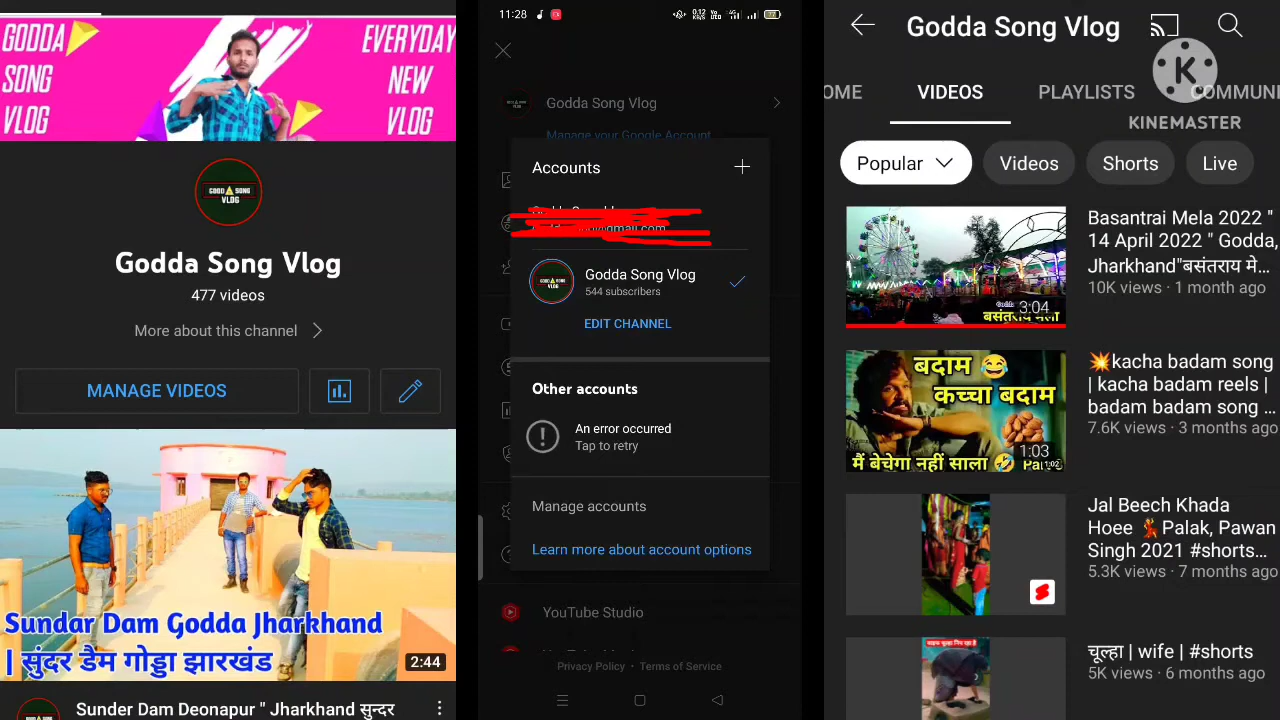 GODDA
SONG
VLOG
EVERYDAY
NEW
VLOG
GODD SONG
VLOG
Godda Song Vlog
477 videos
More about this channel
MANAGE VIDEOS
Sundar Dam Godda Jharkhand
| सुंदर डैम गोड्डा झारखंड
2:44
Sunder Dam Deonapur " Jharkhand सुन्दर
11:28
Godda Song Vlog
Manage your Google Account
Accounts
Godda Song Vlog
544 subscribers
EDIT CHANNEL
Other accounts
An error occurred
Tap to retry
Manage accounts
Learn more about account options
YouTube Studio
Privacy Policy • Terms of Service
Godda Song Vlog
OME VIDEOS PLAYLISTS COMMUNI
K
KINEMASTER
Popular Videos Shorts Live
3:04
Basantrai Mela 2022 "
14 April 2022 " Godda,
Jharkhand"बसंतराय मे...
10K views · 1 month ago
बदाम
कच्चा बदाम
मैं बेचेगा नहीं साला
1:03
1:02
💥kacha badam song
| kacha badam reels |
badam badam song ...
7.6K views · 3 months ago
Jal Beech Khada
Hoee 💃Palak, Pawan
Singh 2021 #shorts...
5.3K views · 7 months ago
चूल्हा | wife | #shorts
5K views · 6 months ago